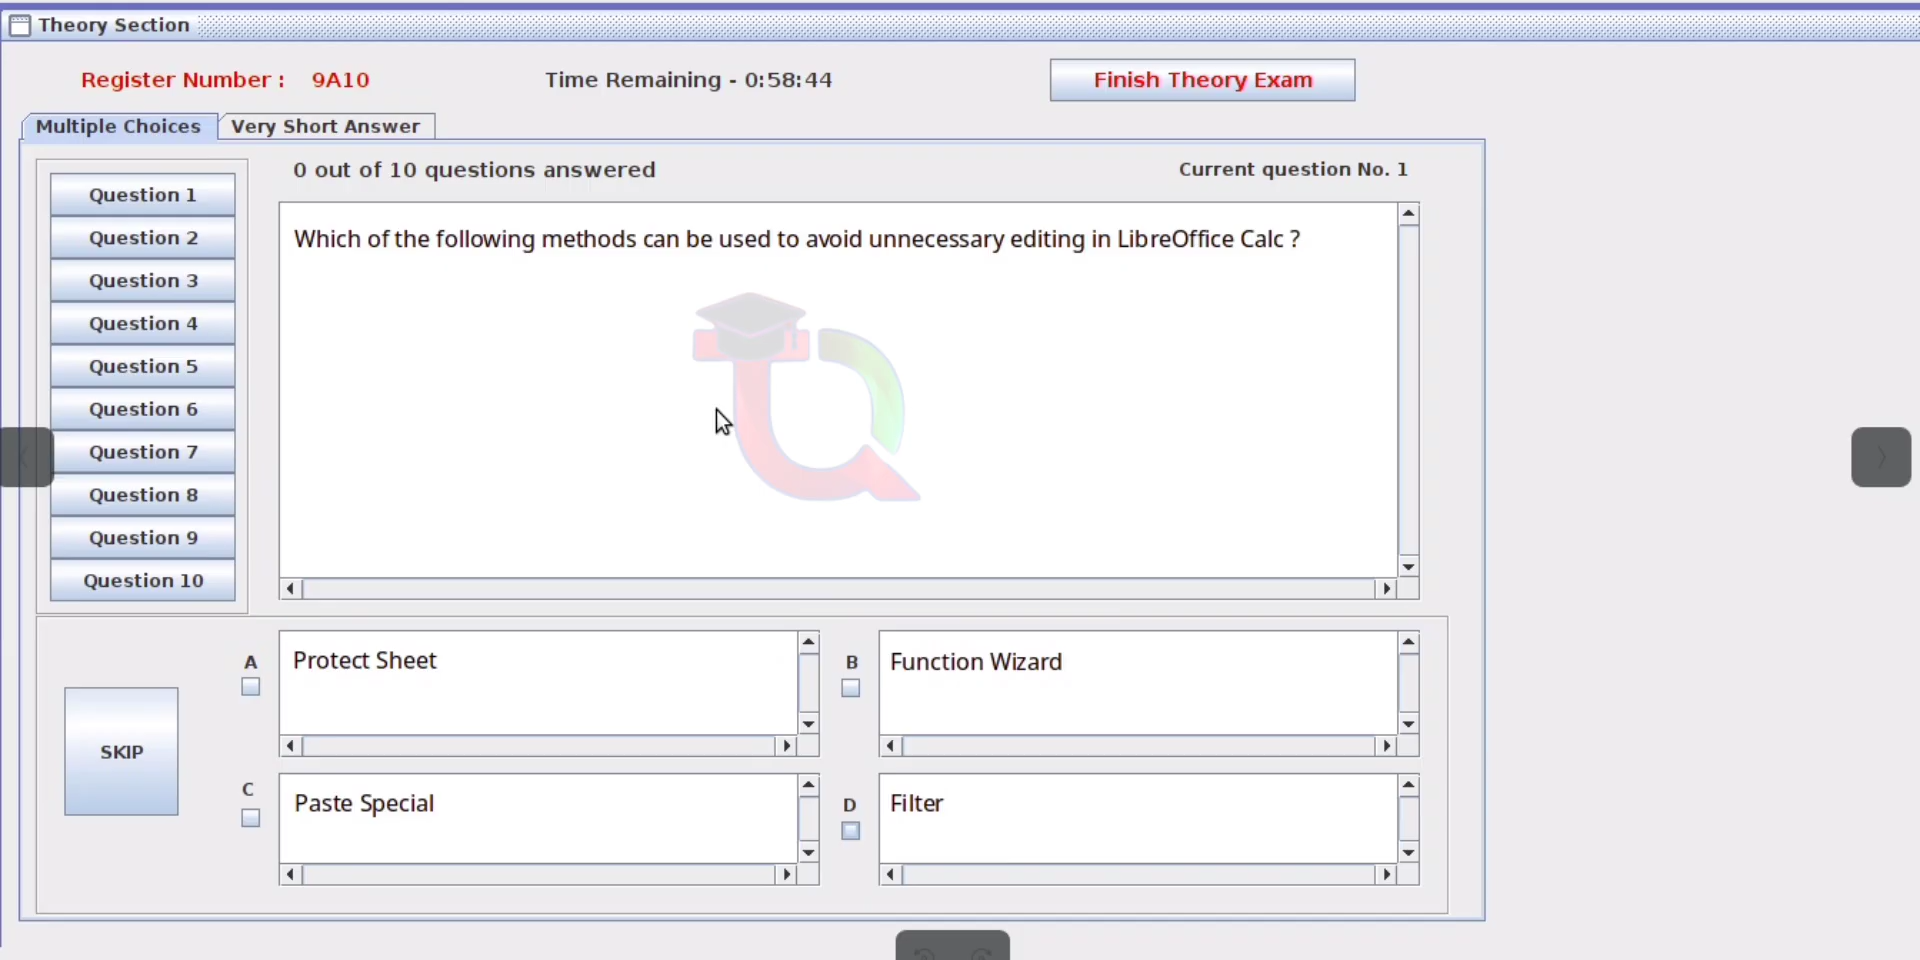 Theory Section
Register Number : 9A10
Time Remaining - 0:58:44
Finish Theory Exam
Multiple Choices
Very Short Answer
0 out of 10 questions answered
Current question No. 1
Question 1
Question 2
Question 3
Question 4
Question 5
Question 6
Question 7
Question 8
Question 9
Question 10
Which of the following methods can be used to avoid unnecessary editing in LibreOffice Calc ?
SKIP
A
Protect Sheet
B
Function Wizard
C
Paste Special
D
Filter